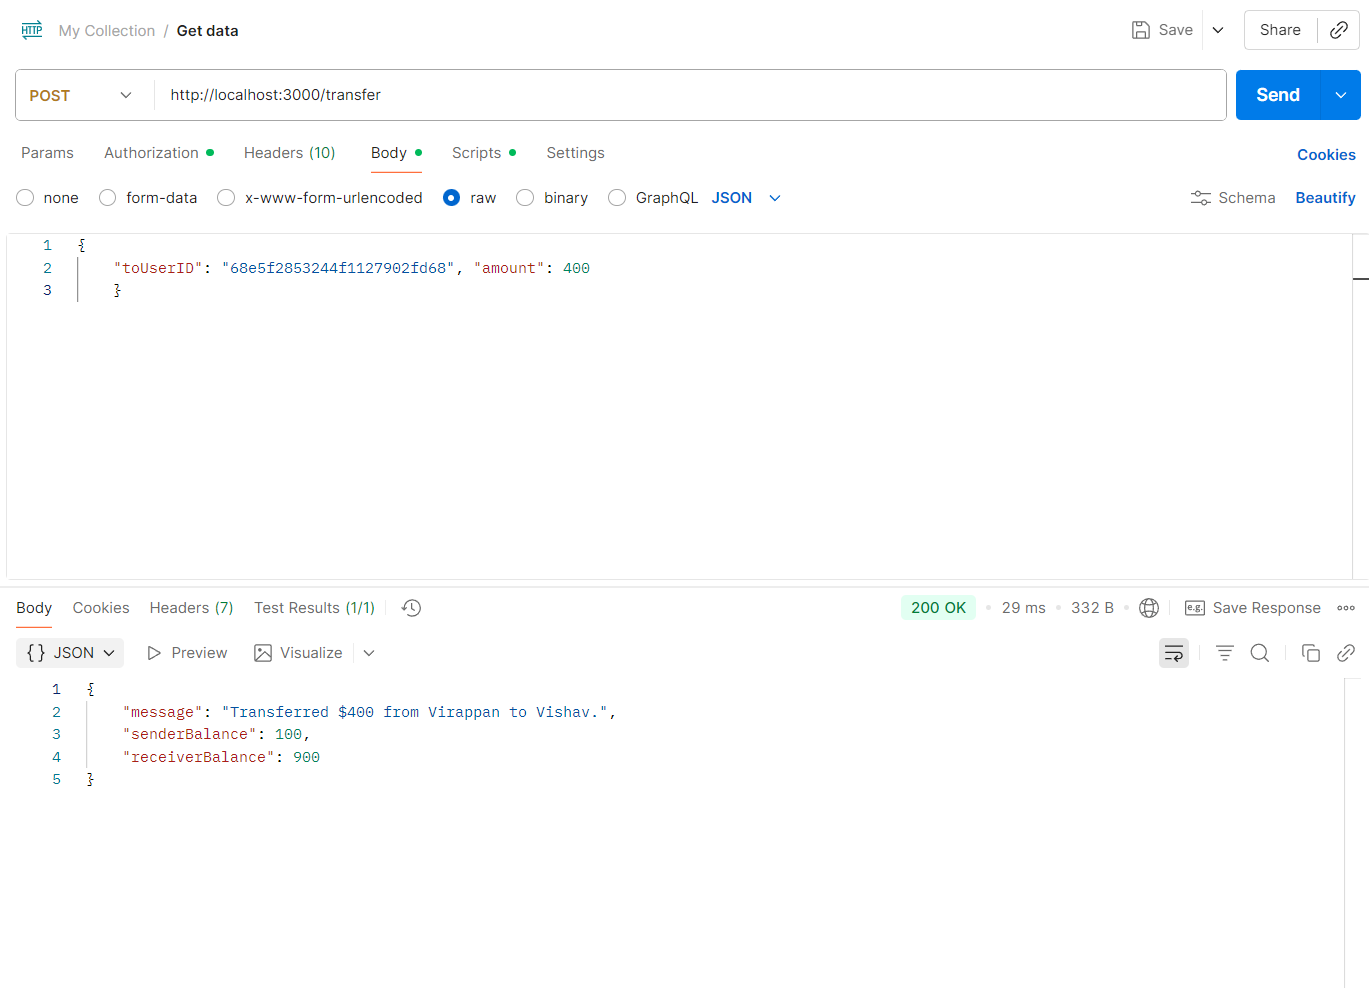 HTTP My Collection / Get data Save Share
POST http://localhost:3000/transfer Send
Params Authorization Headers (10) Body Scripts Settings Cookies
none form-data x-www-form-urlencoded raw binary GraphQL JSON Schema Beautify
1 {
2 "toUserID": "68e5f2853244f1127902fd68", "amount": 400
3 }
Body Cookies Headers (7) Test Results (1/1) 200 OK • 29 ms • 332 B • e.g. Save Response
{} JSON Preview Visualize
1 {
2 "message": "Transferred $400 from Virappan to Vishav.",
3 "senderBalance": 100,
4 "receiverBalance": 900
5 }